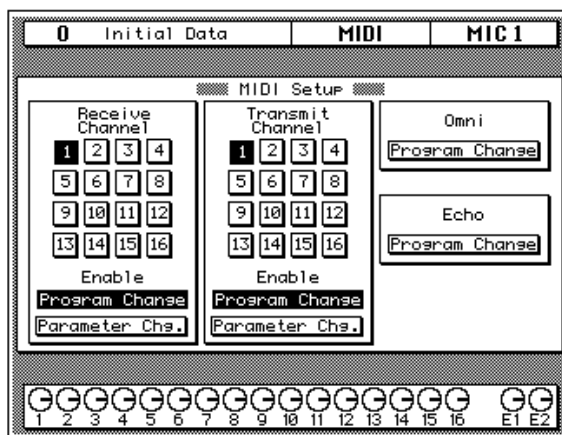 0 Initial Data MIDI MIC 1
MIDI Setup
Receive Channel
1 2 3 4
5 6 7 8
9 10 11 12
13 14 15 16
Enable
Program Change
Parameter Chg.
Transmit Channel
1 2 3 4
5 6 7 8
9 10 11 12
13 14 15 16
Enable
Program Change
Parameter Chg.
Omni
Program Change
Echo
Program Change
1 2 3 4 5 6 7 8 9 10 11 12 13 14 15 16 E1 E2